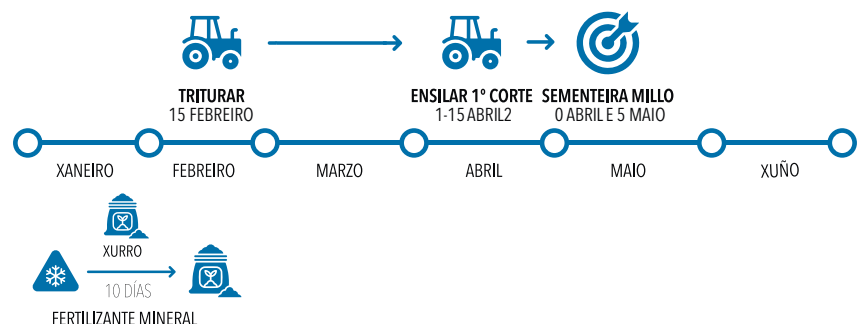 TRITURAR
15 FEBREIRO
ENSILAR 1º CORTE
1-15 ABRIL2
SEMENTEIRA MILLO
0 ABRIL E 5 MAIO
XANEIRO
FEBREIRO
MARZO
ABRIL
MAIO
XUÑO
XURRO
10 DÍAS
FERTILIZANTE MINERAL